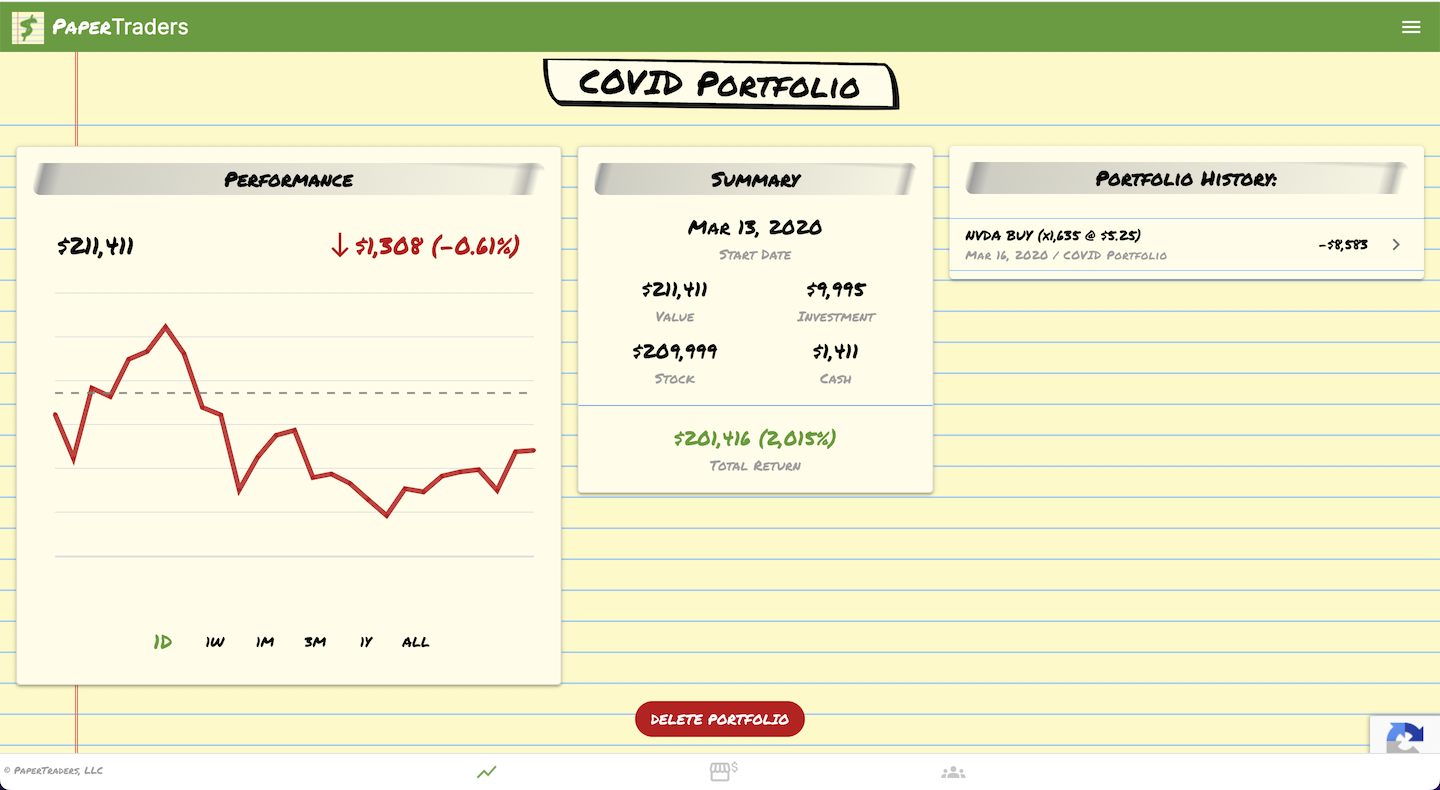 PaperTraders
COVID Portfolio
Performance
$211,411
↓ $1,308 (-0.61%)
1D 1W 1M 3M 1Y ALL
Summary
Mar 13, 2020
Start Date
$211,411 $9,995
Value Investment
$209,999 $1,411
Stock Cash
$201,416 (2,015%)
Total Return
Portfolio History:
NVDA BUY (x1,635 @ $5.25)
Mar 16, 2020 / COVID Portfolio
-$8,583
DELETE PORTFOLIO
© PaperTraders, LLC